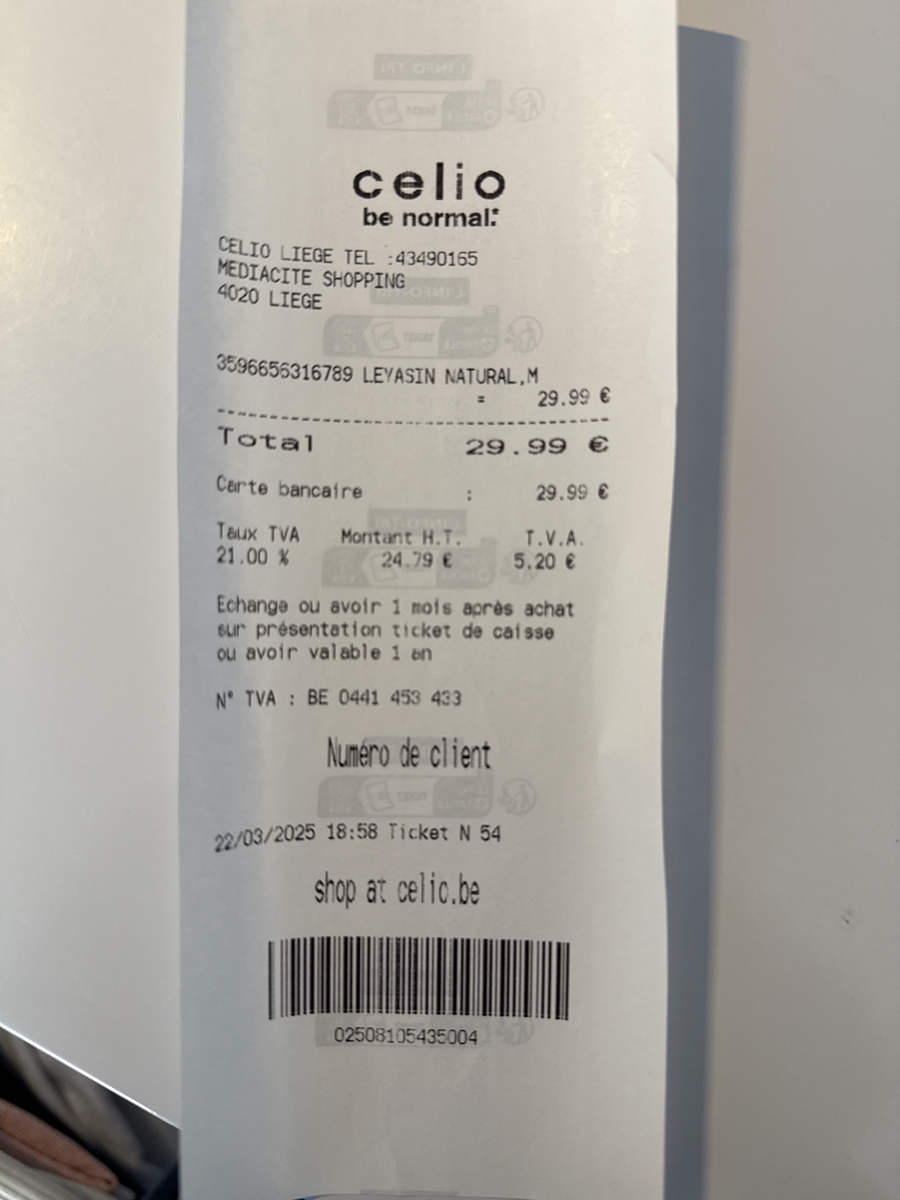 celio
be normal:*
CELIO LIEGE TEL :43490165
MEDIACITE SHOPPING
4020 LIEGE
3596656316789 LEYASIN NATURAL,M
= 29.99 €
Total 29.99 €
Carte bancaire : 29.99 €
Taux TVA Montant H.T. T.V.A.
21.00 % 24.79 € 5.20 €
Echange ou avoir 1 mois après achat
sur présentation ticket de caisse
ou avoir valable 1 an
N° TVA : BE 0441 453 433
Numéro de client
22/03/2025 18:58 Ticket N 54
shop at celio.be
02508105435004